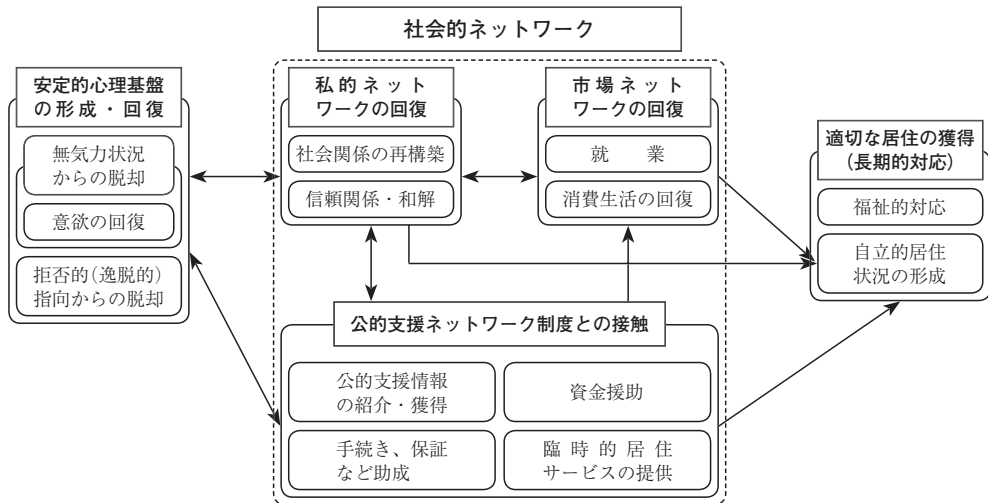 社会的ネットワーク
安定的心理基盤
の形成・回復
無気力状況
からの脱却
意欲の回復
拒否的(逸脱的)
指向からの脱却
私的ネット
ワークの回復
社会関係の再構築
信頼関係・和解
市場ネット
ワークの回復
就　業
消費生活の回復
適切な居住の獲得
(長期的対応)
福祉的対応
自立的居住
状況の形成
公的支援ネットワーク制度との接触
公的支援情報
の紹介・獲得
資金援助
手続き、保証
など助成
臨時的居住
サービスの提供